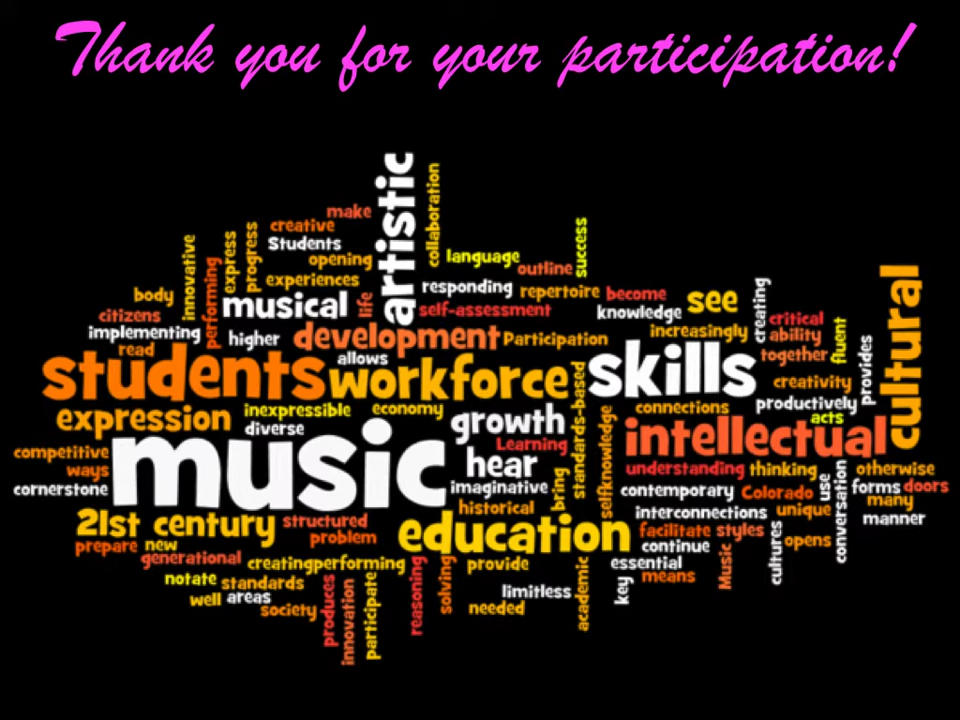 Thank you for your participation!
artistic
collaboration
make
creative
Students
success
express
progress
innovative
opening
language
outline
performing
experiences
responding
repertoire
become
see
creating
cultural
body
musical
life
self-assessment
knowledge
critical
citizens
implementing
higher
development
Participation
increasingly
ability
fluent
read
allows
skills
together
provides
students
workforce
standards-based
creativity
expression
inexpressible
economy
growth
selfknowledge
connections
productively
acts
diverse
music
Learning
intellectual
competitive
ways
hear
bring
understanding
thinking
otherwise
cornerstone
imaginative
contemporary
Colorado
use
conversation
forms
doors
historical
interconnections
unique
many
21st century
structured
education
facilitate
styles
cultures
manner
prepare
new
problem
continue
opens
generational
creatingperforming
reasoning
solving
provide
academic
essential
Music
notate
standards
produces
innovation
participate
limitless
key
means
well
areas
society
needed